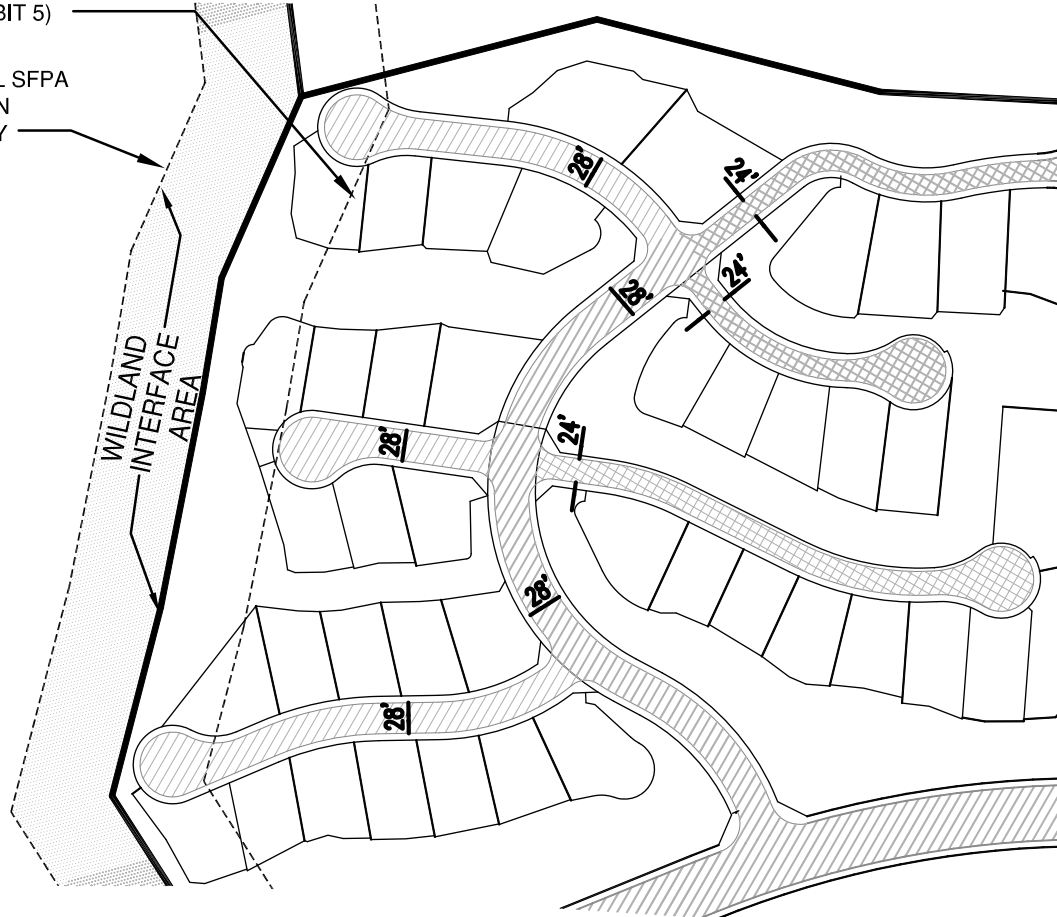 BIT 5)
L SFPA
N
Y
28'
24'
24'
28'
WILDLAND
INTERFACE
AREA
28'
24'
28'
28'